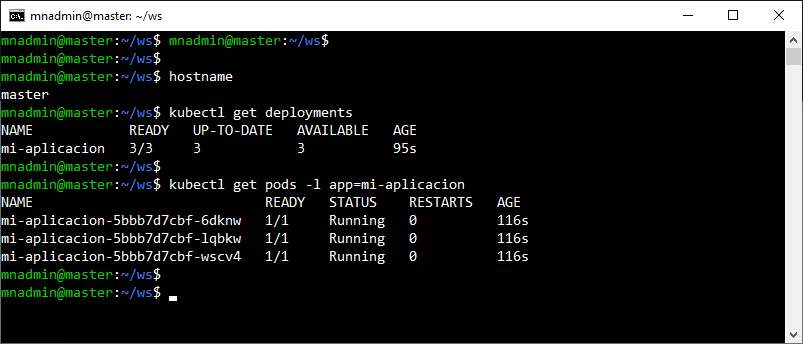 mnadmin@master: ~/ws
mnadmin@master:~/ws$ mnadmin@master:~/ws$
mnadmin@master:~/ws$
mnadmin@master:~/ws$ hostname
master
mnadmin@master:~/ws$ kubectl get deployments
NAME            READY   UP-TO-DATE   AVAILABLE   AGE
mi-aplicacion   3/3     3            3           95s
mnadmin@master:~/ws$
mnadmin@master:~/ws$ kubectl get pods -l app=mi-aplicacion
NAME                             READY   STATUS    RESTARTS   AGE
mi-aplicacion-5bbb7d7cbf-6dknw   1/1     Running   0          116s
mi-aplicacion-5bbb7d7cbf-lqbkw   1/1     Running   0          116s
mi-aplicacion-5bbb7d7cbf-wscv4   1/1     Running   0          116s
mnadmin@master:~/ws$
mnadmin@master:~/ws$